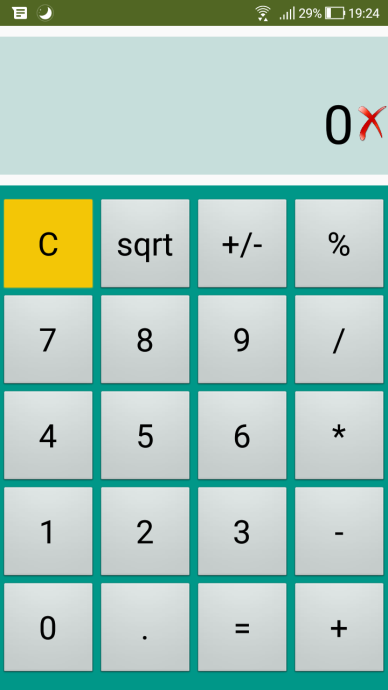 29% 19:24
0
C sqrt +/- %
7 8 9 /
4 5 6 *
1 2 3 -
0 . = +